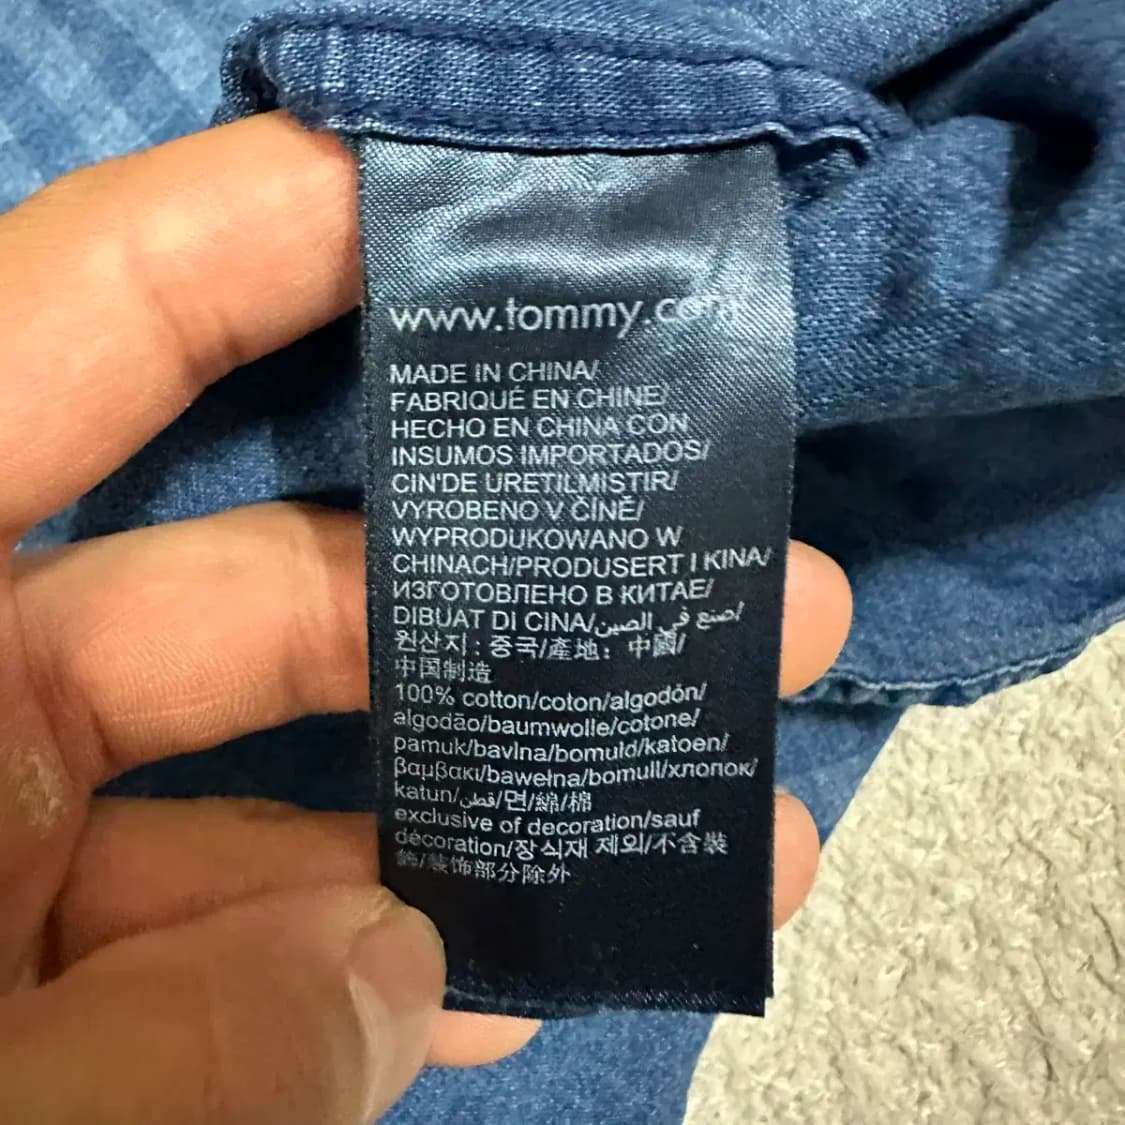 www.tommy.com
MADE IN CHINA/
FABRIQUÉ EN CHINE/
HECHO EN CHINA CON
INSUMOS IMPORTADOS/
CIN'DE URETILMISTIR/
VYROBENO V ČÍNĚ/
WYPRODUKOWANO W
CHINACH/PRODUSERT I KINA/
ИЗГОТОВЛЕНО В КИТАЕ/
DIBUAT DI CINA/صنع في الصين/
원산지: 중국/產地: 中國/
中国制造
100% cotton/coton/algodón/
algodão/baumwolle/cotone/
pamuk/bavlna/bomuld/katoen/
βαμβακι/bawełna/bomull/хлопок/
katun/قطن/면/綿/棉
exclusive of decoration/sauf
décoration/장식재 제외/不含裝
飾/装饰部分除外